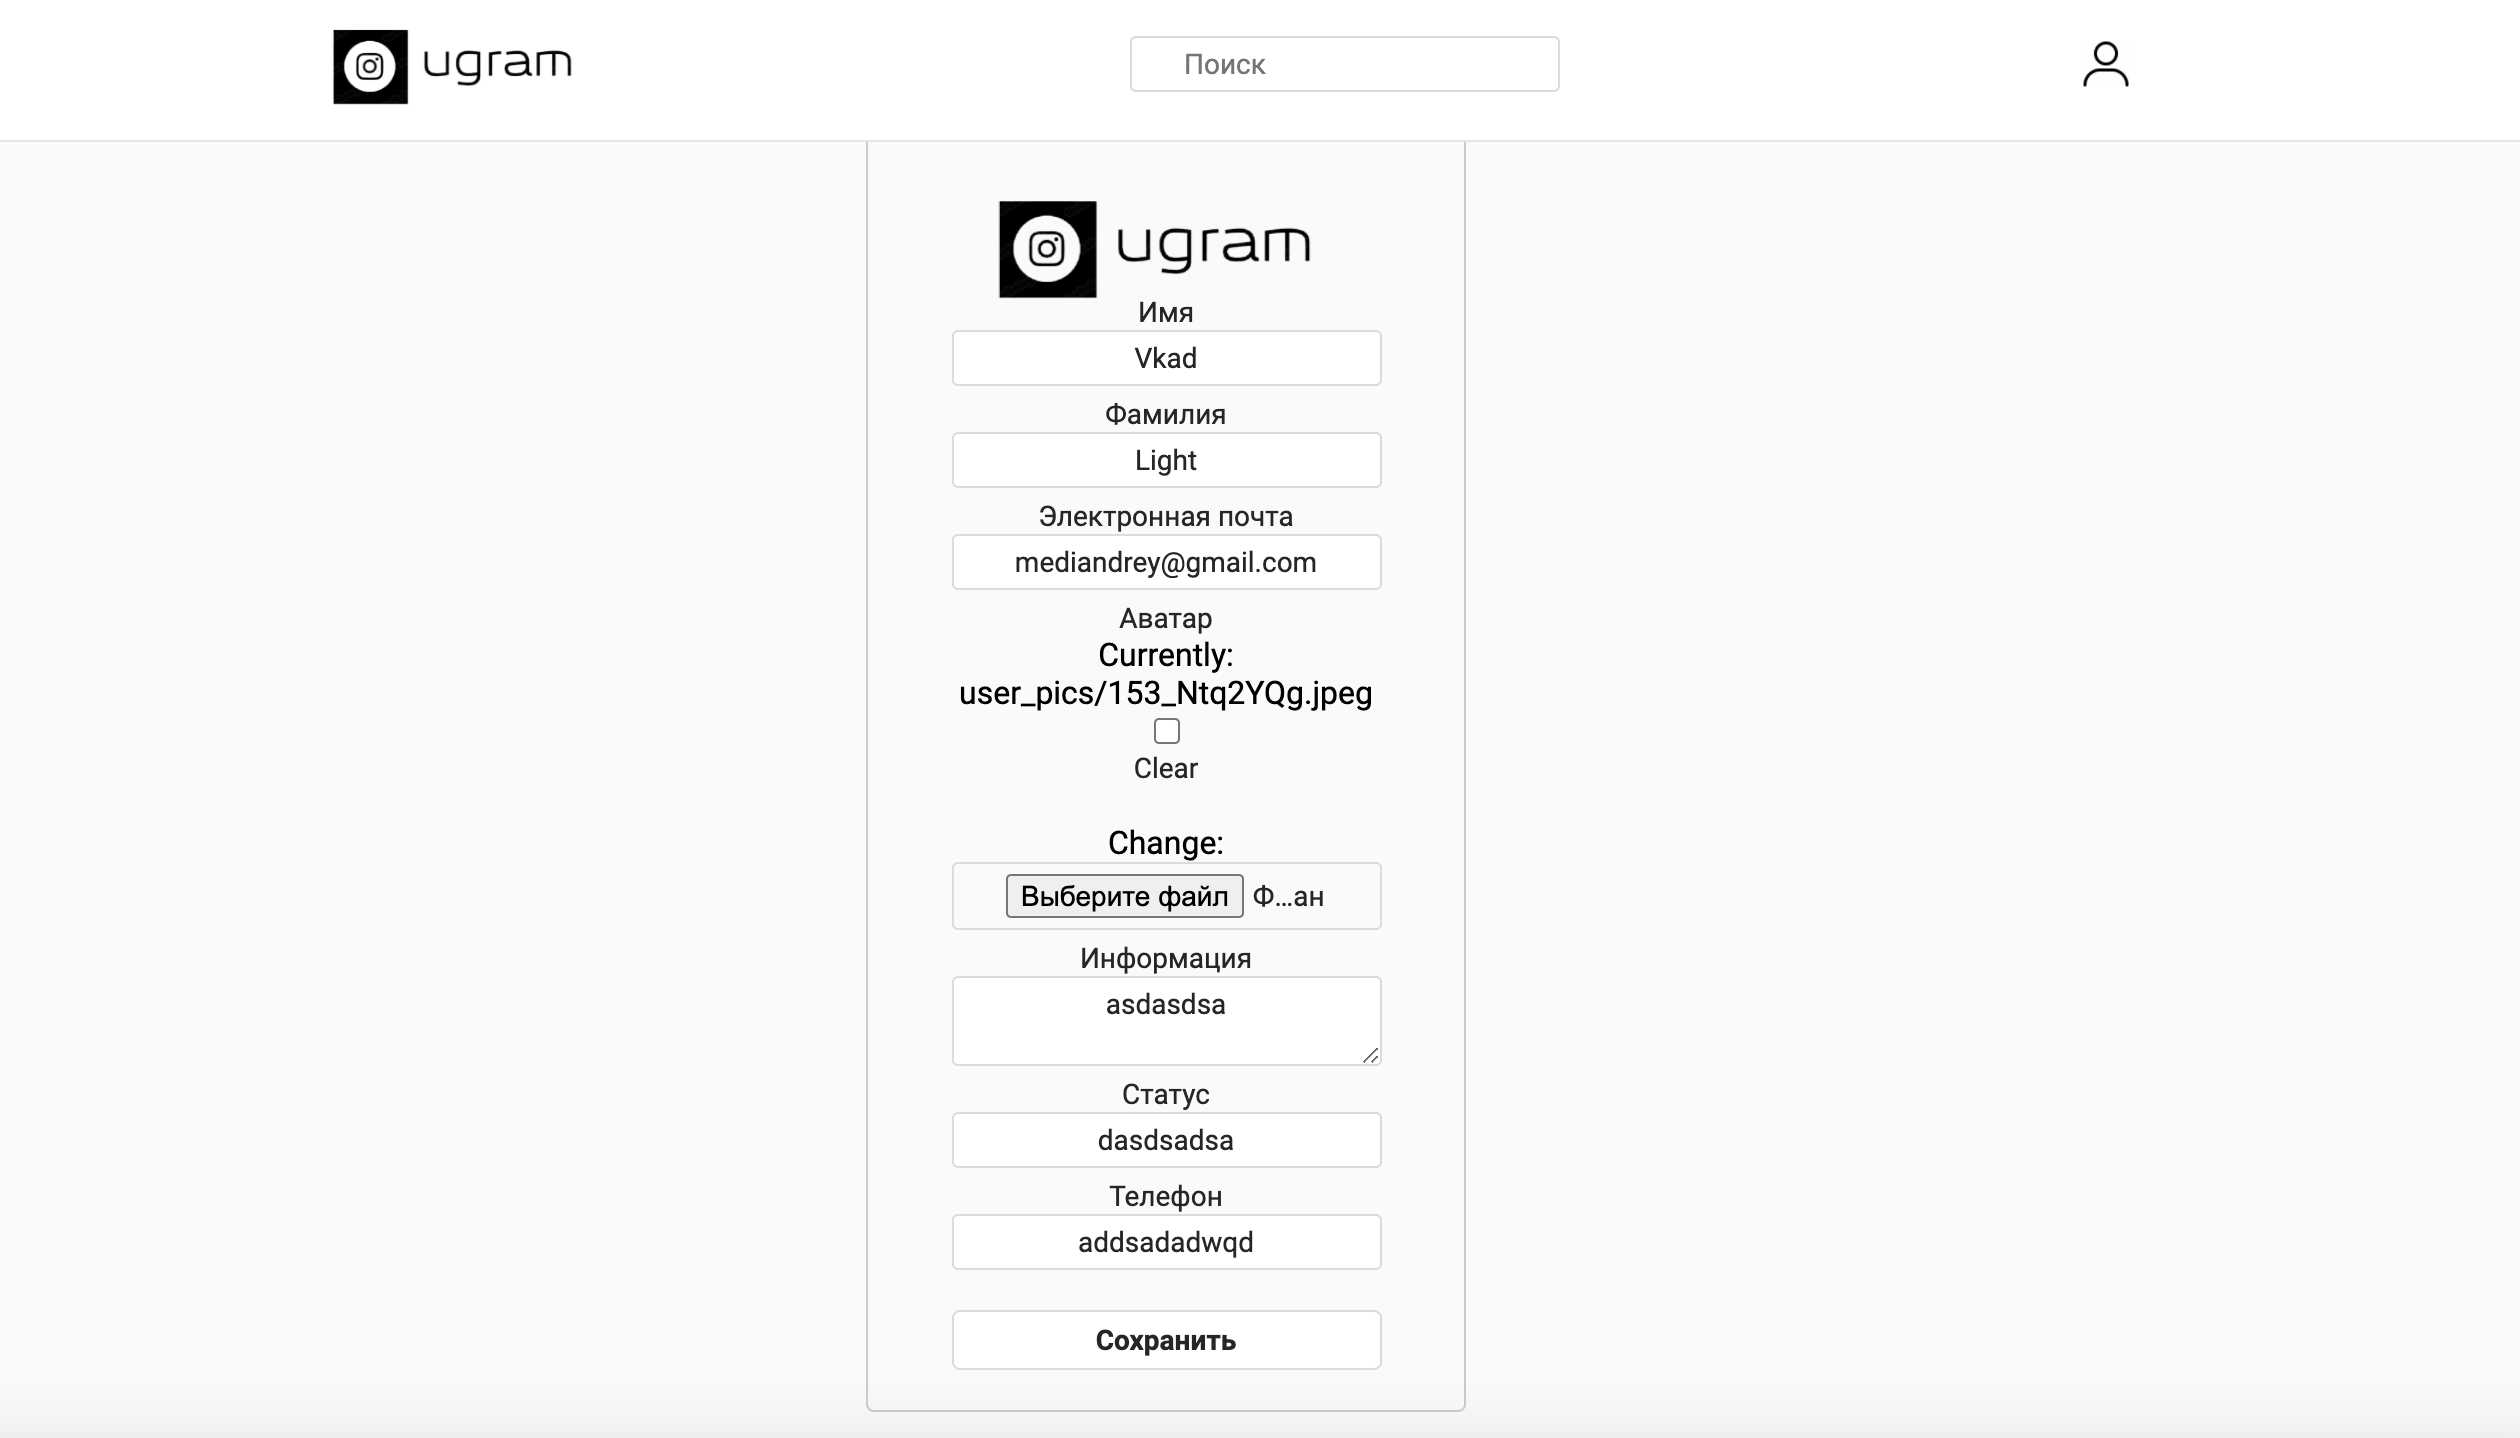 ugram
Поиск
ugram
Имя
Vkad
Фамилия
Light
Электронная почта
mediandrey@gmail.com
Аватар
Currently:
user_pics/153_Ntq2YQg.jpeg
Clear
Change:
Выберите файл Ф...ан
Информация
asdasdsa
Статус
dasdsadsa
Телефон
addsadadwqd
Сохранить